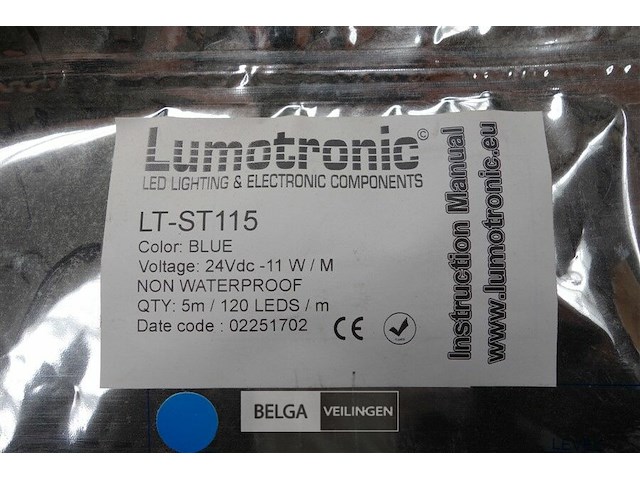 Lumotronic©
LED LIGHTING & ELECTRONIC COMPONENTS
LT-ST115
Color: BLUE
Voltage: 24Vdc -11 W / M
NON WATERPROOF
QTY: 5m / 120 LEDS / m
Date code : 02251702
CE
Instruction Manual
www.lumotronic.eu
BELGA VEILINGEN